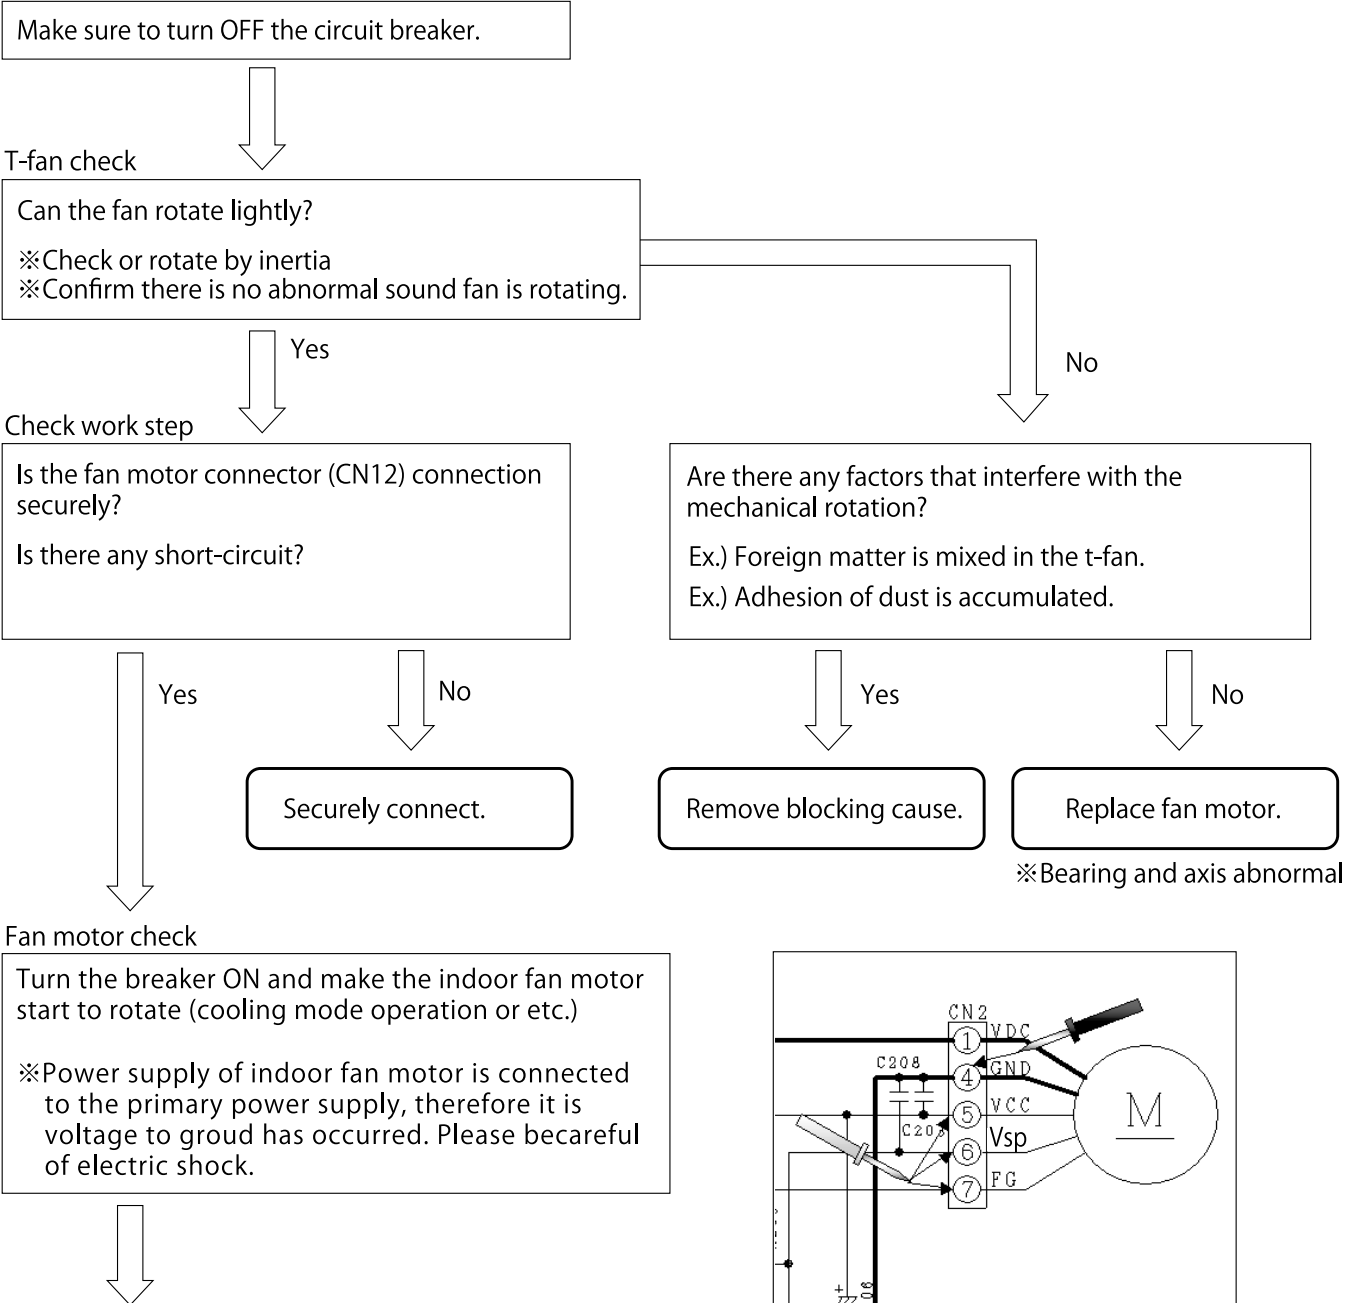 Make sure to turn OFF the circuit breaker.
T-fan check
Can the fan rotate lightly?
※Check or rotate by inertia
※Confirm there is no abnormal sound fan is rotating.
Yes
No
Check work step
Is the fan motor connector (CN12) connection
securely?
Is there any short-circuit?
Are there any factors that interfere with the
mechanical rotation?
Ex.) Foreign matter is mixed in the t-fan.
Ex.) Adhesion of dust is accumulated.
Yes
No
Yes
No
Securely connect.
Remove blocking cause.
Replace fan motor.
※Bearing and axis abnormal
Fan motor check
Turn the breaker ON and make the indoor fan motor
start to rotate (cooling mode operation or etc.)
※Power supply of indoor fan motor is connected
to the primary power supply, therefore it is
voltage to groud has occurred. Please becareful
of electric shock.
CN2
1 VDC
C208
4 GND
5 VCC
C203
6 Vsp
7 FG
M
+